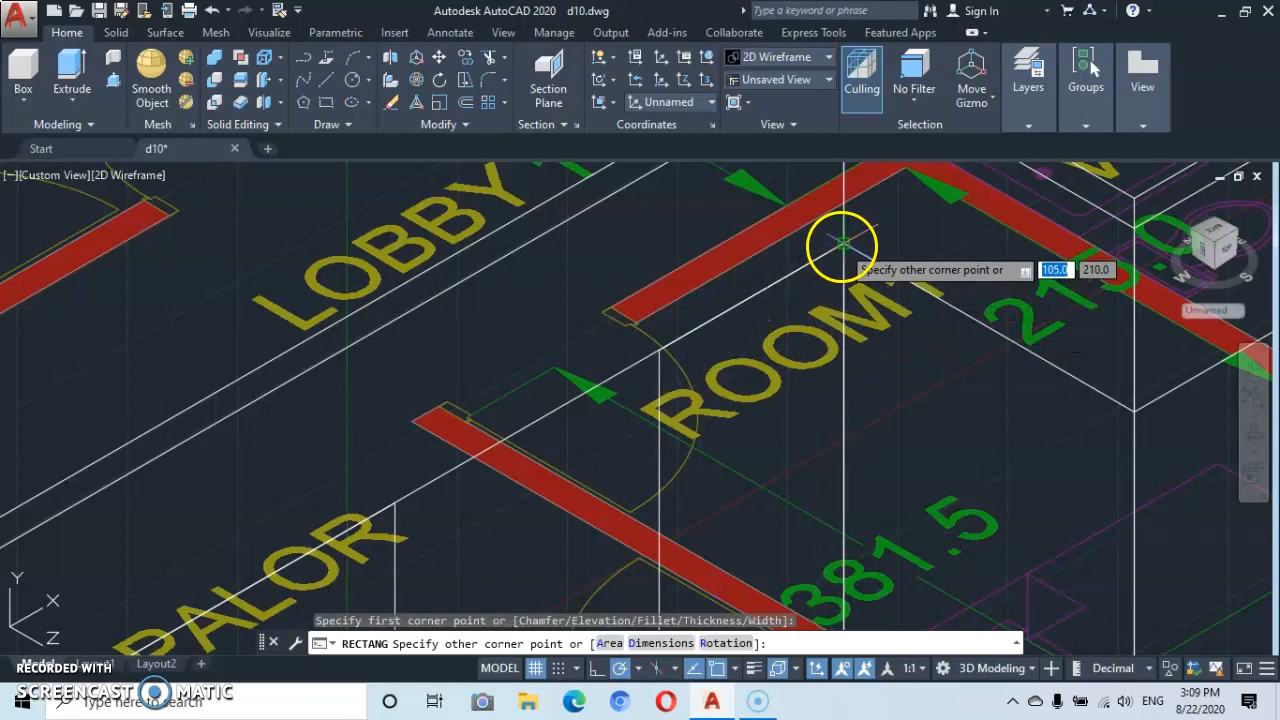 Autodesk AutoCAD 2020 d10.dwg
Type a keyword or phrase
Sign In
Home Solid Surface Mesh Visualize Parametric Insert Annotate View Manage Output Add-ins Collaborate Express Tools Featured Apps
Box
Extrude
Smooth Object
Section Plane
2D Wireframe
Unsaved View
Unnamed
Culling
No Filter
Move Gizmo
Layers
Groups
View
Modeling
Mesh
Solid Editing
Draw
Modify
Section
Coordinates
View
Selection
Start
d10*
[−][Custom View][2D Wireframe]
LOBBY
ROOM
PALOR
215.0
381.5
W
S
E
Unnamed
Specify other corner point or 105.0 210.0
Y
X
Z
Specify first corner point or [Chamfer/Elevation/Fillet/Thickness/Width]:
RECTANG Specify other corner point or [Area Dimensions Rotation]:
Layout2
RECORDED WITH
SCREENCAST MATIC
MODEL
1:1
3D Modeling
Decimal
Type here to search
ENG
3:09 PM
8/22/2020